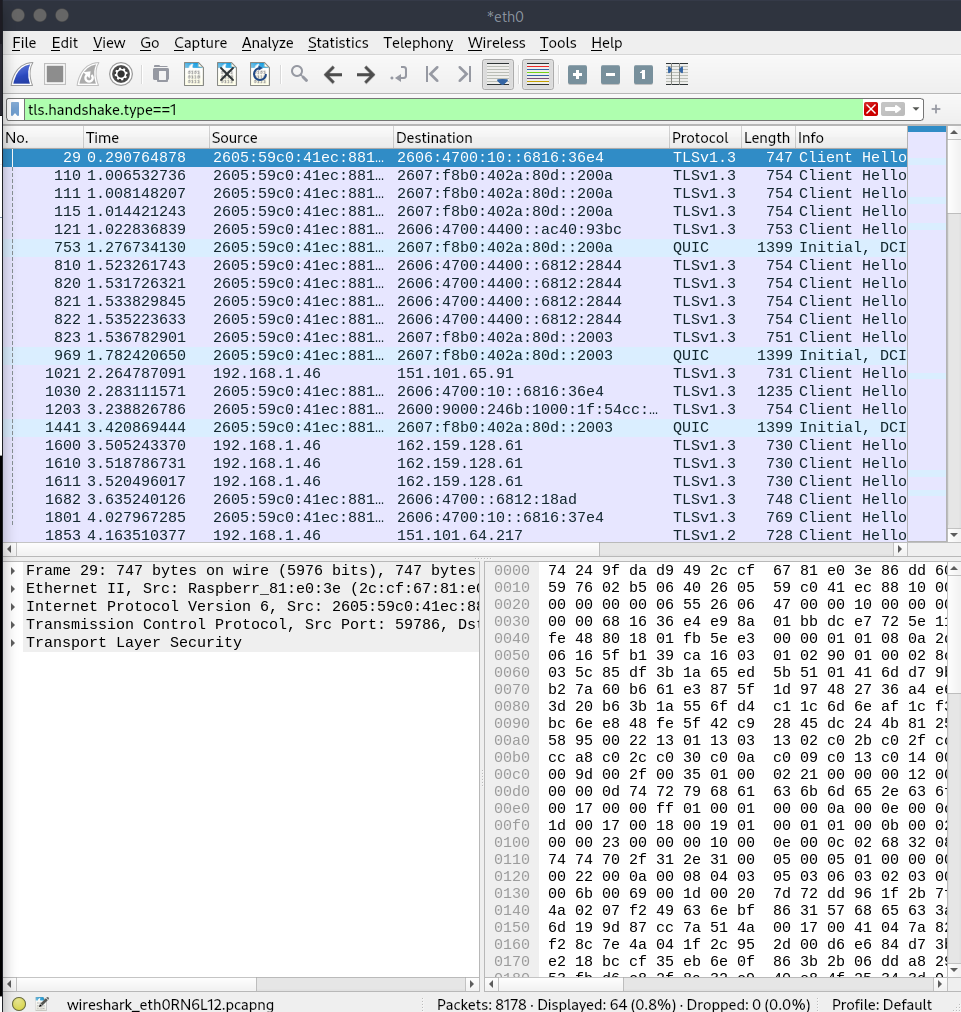 *eth0
File Edit View Go Capture Analyze Statistics Telephony Wireless Tools Help
tls.handshake.type==1
No. Time Source Destination Protocol Length Info
29 0.290764878 2605:59c0:41ec:881… 2606:4700:10::6816:36e4 TLSv1.3 747 Client Hello
110 1.006532736 2605:59c0:41ec:881… 2607:f8b0:402a:80d::200a TLSv1.3 754 Client Hello
111 1.008148207 2605:59c0:41ec:881… 2607:f8b0:402a:80d::200a TLSv1.3 754 Client Hello
115 1.014421243 2605:59c0:41ec:881… 2607:f8b0:402a:80d::200a TLSv1.3 754 Client Hello
121 1.022836839 2605:59c0:41ec:881… 2606:4700:4400::ac40:93bc TLSv1.3 753 Client Hello
753 1.276734130 2605:59c0:41ec:881… 2607:f8b0:402a:80d::200a QUIC 1399 Initial, DCI
810 1.523261743 2605:59c0:41ec:881… 2606:4700:4400::6812:2844 TLSv1.3 754 Client Hello
820 1.531726321 2605:59c0:41ec:881… 2606:4700:4400::6812:2844 TLSv1.3 754 Client Hello
821 1.533829845 2605:59c0:41ec:881… 2606:4700:4400::6812:2844 TLSv1.3 754 Client Hello
822 1.535223633 2605:59c0:41ec:881… 2606:4700:4400::6812:2844 TLSv1.3 754 Client Hello
823 1.536782901 2605:59c0:41ec:881… 2607:f8b0:402a:80d::2003 TLSv1.3 751 Client Hello
969 1.782420650 2605:59c0:41ec:881… 2607:f8b0:402a:80d::2003 QUIC 1399 Initial, DCI
1021 2.264787091 192.168.1.46 151.101.65.91 TLSv1.3 731 Client Hello
1030 2.283111571 2605:59c0:41ec:881… 2606:4700:10::6816:36e4 TLSv1.3 1235 Client Hello
1203 3.238826786 2605:59c0:41ec:881… 2600:9000:246b:1000:1f:54cc:… TLSv1.3 754 Client Hello
1441 3.420869444 2605:59c0:41ec:881… 2607:f8b0:402a:80d::2003 QUIC 1399 Initial, DCI
1600 3.505243370 192.168.1.46 162.159.128.61 TLSv1.3 730 Client Hello
1610 3.518786731 192.168.1.46 162.159.128.61 TLSv1.3 730 Client Hello
1611 3.520496017 192.168.1.46 162.159.128.61 TLSv1.3 730 Client Hello
1682 3.635240126 2605:59c0:41ec:881… 2606:4700::6812:18ad TLSv1.3 748 Client Hello
1801 4.027967285 2605:59c0:41ec:881… 2606:4700:10::6816:37e4 TLSv1.3 769 Client Hello
1853 4.163510377 192.168.1.46 151.101.64.217 TLSv1.2 728 Client Hello
Frame 29: 747 bytes on wire (5976 bits), 747 bytes
Ethernet II, Src: Raspberr_81:e0:3e (2c:cf:67:81:e0
Internet Protocol Version 6, Src: 2605:59c0:41ec:88
Transmission Control Protocol, Src Port: 59786, Dst
Transport Layer Security
0000 74 24 9f da d9 49 2c cf 67 81 e0 3e 86 dd 60
0010 59 76 02 b5 06 40 26 05 59 c0 41 ec 88 10 00
0020 00 00 00 00 06 55 26 06 47 00 00 10 00 00 00
0030 00 00 68 16 36 e4 e9 8a 01 bb dc e7 72 5e 11
0040 fe 48 80 18 01 fb 5e e3 00 00 01 01 08 0a 2c
0050 06 16 5f b1 39 ca 16 03 01 02 90 01 00 02 8c
0060 03 5c 85 df 3b 1a 65 ed 5b 51 01 41 6d d7 9b
0070 b2 7a 60 b6 61 e3 87 5f 1d 97 48 27 36 a4 e6
0080 3d 20 b6 3b 1a 55 6f d4 c1 1c 6d 6e af 1c f3
0090 bc 6e e8 48 fe 5f 42 c9 28 45 dc 24 4b 81 25
00a0 58 95 00 22 13 01 13 03 13 02 c0 2b c0 2f cc
00b0 cc a8 c0 2c c0 30 c0 0a c0 09 c0 13 c0 14 00
00c0 00 9d 00 2f 00 35 01 00 02 21 00 00 00 12 00
00d0 00 00 0d 74 72 79 68 61 63 6b 6d 65 2e 63 6f
00e0 00 17 00 00 ff 01 00 01 00 00 0a 00 0e 00 0c
00f0 1d 00 17 00 18 00 19 01 00 01 01 00 0b 00 02
0100 00 00 23 00 00 00 10 00 0e 00 0c 02 68 32 08
0110 74 74 70 2f 31 2e 31 00 05 00 05 01 00 00 00
0120 00 22 00 0a 00 08 04 03 05 03 06 03 02 03 00
0130 00 6b 00 69 00 1d 00 20 7d 72 dd 96 1f 2b 7f
0140 4a 02 07 f2 49 63 6e bf 86 31 57 68 65 63 3a
0150 6d 19 9d 87 cc 7a 51 4a 00 17 00 41 04 7a 82
0160 f2 8c 7e 4a 04 1f 2c 95 2d 00 d6 e6 84 d7 3b
0170 e2 18 bc cf 35 eb 6e 0f 86 3b 2b 06 dd a8 29
wireshark_eth0RN6L12.pcapng
Packets: 8178 · Displayed: 64 (0.8%) · Dropped: 0 (0.0%)
Profile: Default